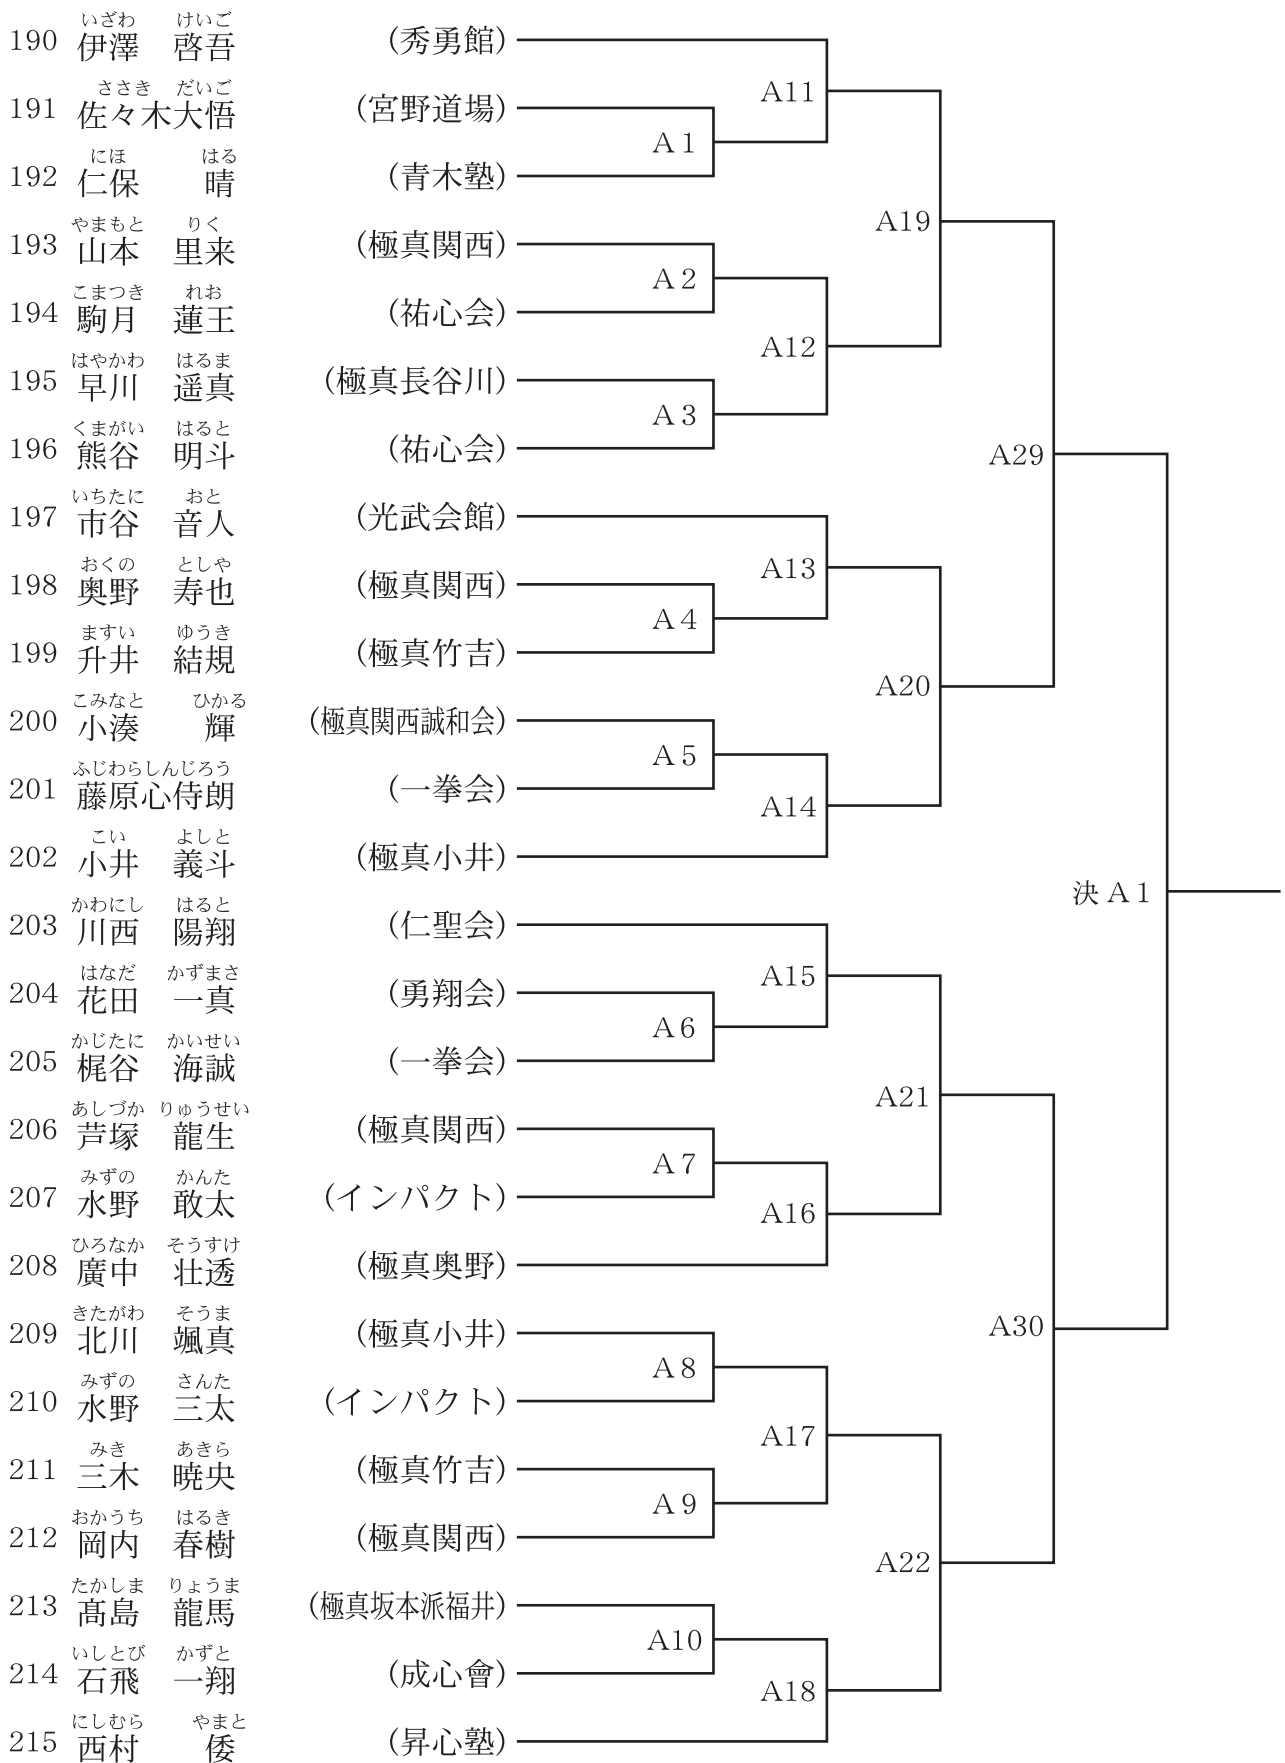 いざわ けいご
190 伊澤 啓吾 (秀勇館)
A11
ささき だいご
191 佐々木大悟 (宮野道場)
A 1
にほ はる
192 仁保 晴 (青木塾)
A19
やまもと りく
193 山本 里来 (極真関西)
A 2
こまつき れお
194 駒月 蓮王 (祐心会)
A12
はやかわ はるま
195 早川 遥真 (極真長谷川)
A 3
くまがい はると
196 熊谷 明斗 (祐心会)
A29
いちたに おと
197 市谷 音人 (光武会館)
A13
おくの としや
198 奥野 寿也 (極真関西)
A 4
ますい ゆうき
199 升井 結規 (極真竹吉)
A20
こみなと ひかる
200 小湊 輝 (極真関西誠和会)
A 5
ふじわらしんじろう
201 藤原心侍朗 (一拳会)
A14
こい よしと
202 小井 義斗 (極真小井)
決 A 1
かわにし はると
203 川西 陽翔 (仁聖会)
A15
はなだ かずまさ
204 花田 一真 (勇翔会)
A 6
かじたに かいせい
205 梶谷 海誠 (一拳会)
A21
あしづか りゅうせい
206 芦塚 龍生 (極真関西)
A 7
みずの かんた
207 水野 敢太 (インパクト)
A16
ひろなか そうすけ
208 廣中 壮透 (極真奥野)
A30
きたがわ そうま
209 北川 颯真 (極真小井)
A 8
みずの さんた
210 水野 三太 (インパクト)
A17
みき あきら
211 三木 暁央 (極真竹吉)
A 9
おかうち はるき
212 岡内 春樹 (極真関西)
A22
たかしま りょうま
213 髙島 龍馬 (極真坂本派福井)
A10
いしとび かずと
214 石飛 一翔 (成心會)
A18
にしむら やまと
215 西村 倭 (昇心塾)